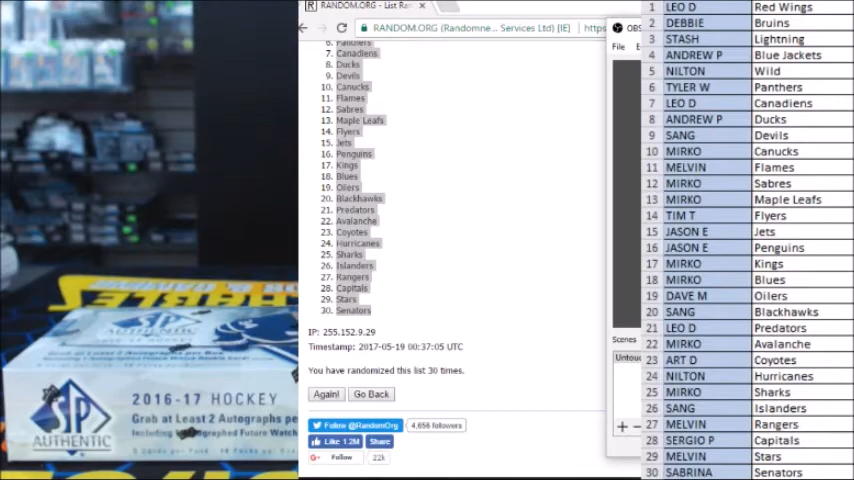 RANDOM.ORG - List Ran
RANDOM.ORG (Randomne... Services Ltd) [IE]
https
6. Panthers
7. Canadiens
8. Ducks
9. Devils
10. Canucks
11. Flames
12. Sabres
13. Maple Leafs
14. Flyers
15. Jets
16. Penguins
17. Kings
18. Blues
19. Oilers
20. Blackhawks
21. Predators
22. Avalanche
23. Coyotes
24. Hurricanes
25. Sharks
26. Islanders
27. Rangers
28. Capitals
29. Stars
30. Senators
IP: 255.152.9.29
Timestamp: 2017-05-19 00:37:05 UTC
You have randomized this list 30 times.
Again!
Go Back
Follow @RandomOrg
4,656 followers
Like 1.2M
Share
Follow
22k
OBS
File
Scenes
Untouc
1 LEO D Red Wings
2 DEBBIE Bruins
3 STASH Lightning
4 ANDREW P Blue Jackets
5 NILTON Wild
6 TYLER W Panthers
7 LEO D Canadiens
8 ANDREW P Ducks
9 SANG Devils
10 MIRKO Canucks
11 MELVIN Flames
12 MIRKO Sabres
13 MIRKO Maple Leafs
14 TIM T Flyers
15 JASON E Jets
16 JASON E Penguins
17 MIRKO Kings
18 MIRKO Blues
19 DAVE M Oilers
20 SANG Blackhawks
21 LEO D Predators
22 MIRKO Avalanche
23 ART D Coyotes
24 NILTON Hurricanes
25 MIRKO Sharks
26 SANG Islanders
27 MELVIN Rangers
28 SERGIO P Capitals
29 MELVIN Stars
30 SABRINA Senators
AUTHENTIC
SP
AUTHENTIC
2016-17 HOCKEY
Grab at Least 2 Autographs pe